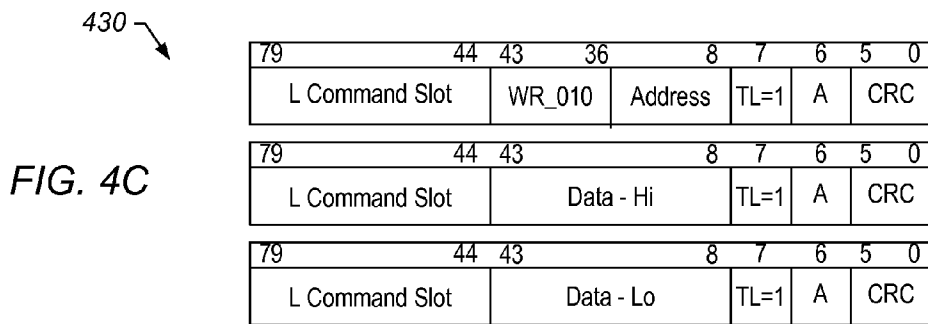 430
79 44 43 36 8 7 6 5 0
L Command Slot WR_010 Address TL=1 A CRC
79 44 43 8 7 6 5 0
FIG. 4C L Command Slot Data - Hi TL=1 A CRC
79 44 43 8 7 6 5 0
L Command Slot Data - Lo TL=1 A CRC